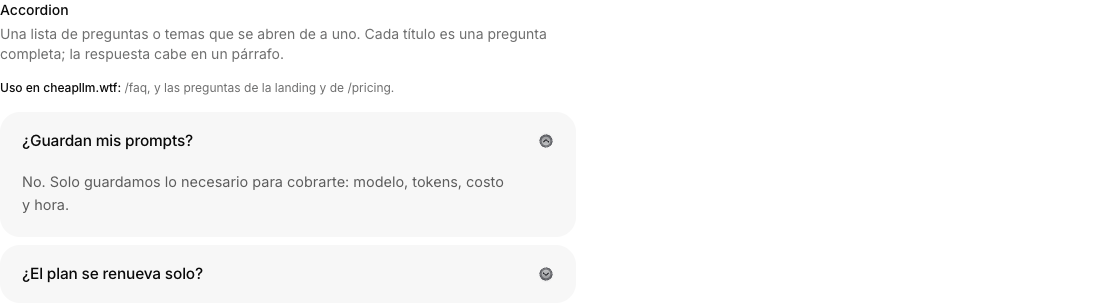 Accordion
Una lista de preguntas o temas que se abren de a uno. Cada título es una pregunta
completa; la respuesta cabe en un párrafo.
Uso en cheapllm.wtf: /faq, y las preguntas de la landing y de /pricing.
¿Guardan mis prompts?
No. Solo guardamos lo necesario para cobrarte: modelo, tokens, costo
y hora.
¿El plan se renueva solo?